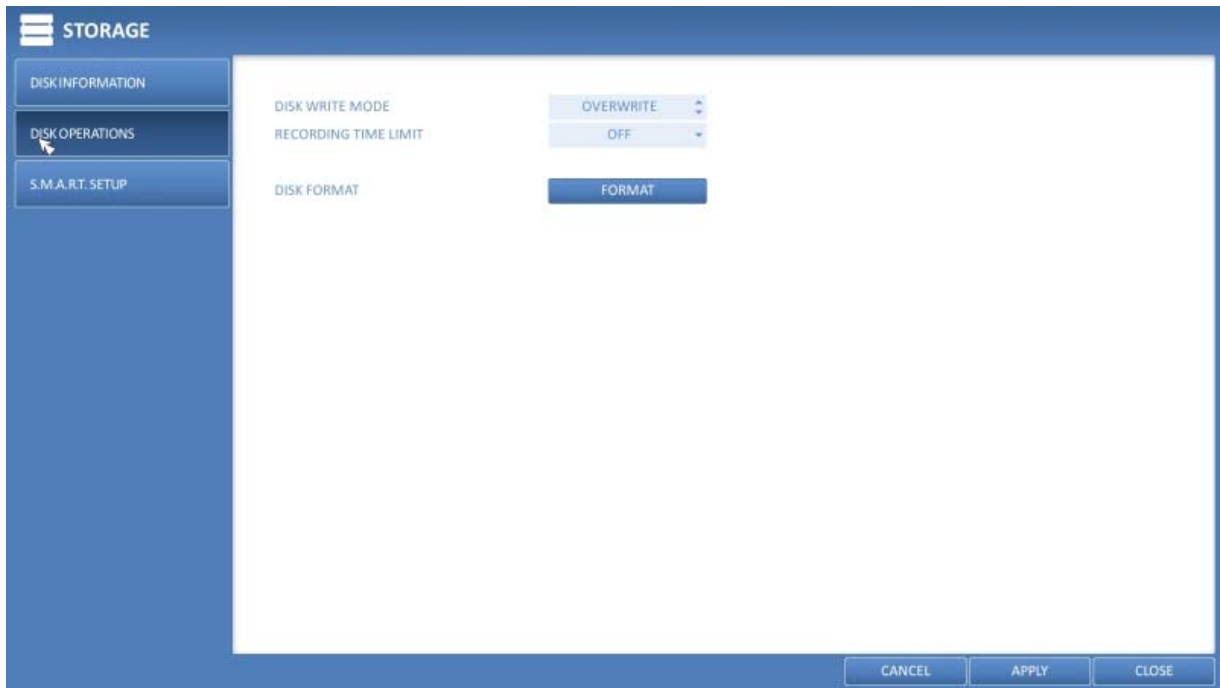 STORAGE
DISK INFORMATION
DISK OPERATIONS
S.M.A.R.T. SETUP
DISK WRITE MODE OVERWRITE
RECORDING TIME LIMIT OFF
DISK FORMAT FORMAT
CANCEL APPLY CLOSE